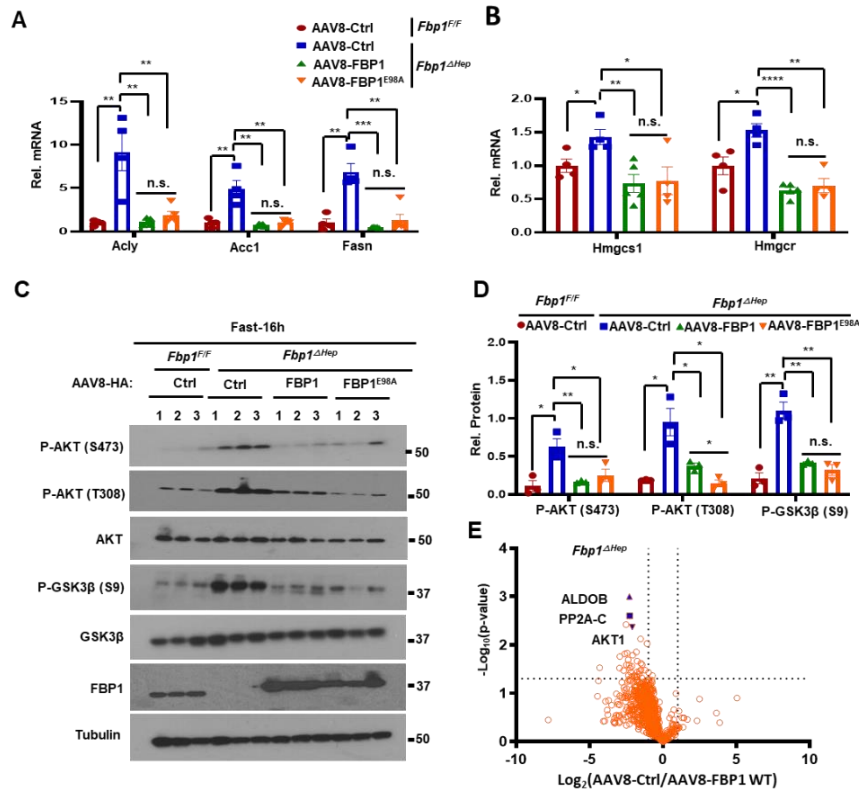 A
AAV8-Ctrl
Fbp1F/F
AAV8-Ctrl
AAV8-FBP1
AAV8-FBP1E98A
Fbp1ΔHep
Rel. mRNA
15
10
5
0
**
**
**
**
**
**
**
***
**
n.s.
n.s.
n.s.
Acly
Acc1
Fasn
B
Rel. mRNA
2.0
1.5
1.0
0.5
0.0
*
**
*
*
****
**
n.s.
n.s.
Hmgcs1
Hmgcr
C
Fast-16h
Fbp1F/F
Fbp1ΔHep
AAV8-HA:
Ctrl
Ctrl
FBP1
FBP1E98A
1 2 3 1 2 3 1 2 3 1 2 3
P-AKT (S473)
50
P-AKT (T308)
50
AKT
50
P-GSK3β (S9)
37
GSK3β
37
FBP1
37
Tubulin
50
D
Fbp1F/F
Fbp1ΔHep
AAV8-Ctrl AAV8-Ctrl AAV8-FBP1 AAV8-FBP1E98A
Rel. Protein
2.0
1.5
1.0
0.5
0.0
*
**
*
*
*
*
**
**
**
n.s.
*
n.s.
P-AKT (S473)
P-AKT (T308)
P-GSK3β (S9)
E
Fbp1ΔHep
-Log10(p-value)
4
3
2
1
0
ALDOB
PP2A-C
AKT1
-10
-5
0
5
10
Log2(AAV8-Ctrl/AAV8-FBP1 WT)